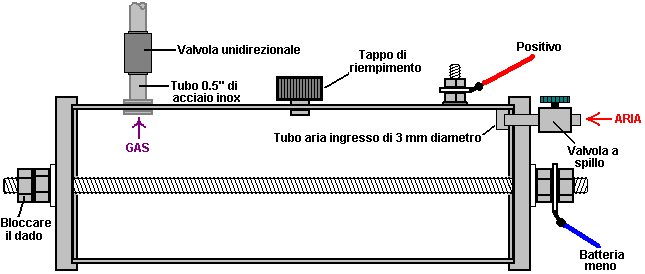 Valvola unidirezionale
Tubo 0.5" di
acciaio inox
GAS
Tappo di
riempimento
Positivo
Tubo aria ingresso di 3 mm diametro
ARIA
Valvola a
spillo
Bloccare
il dado
Batteria
meno